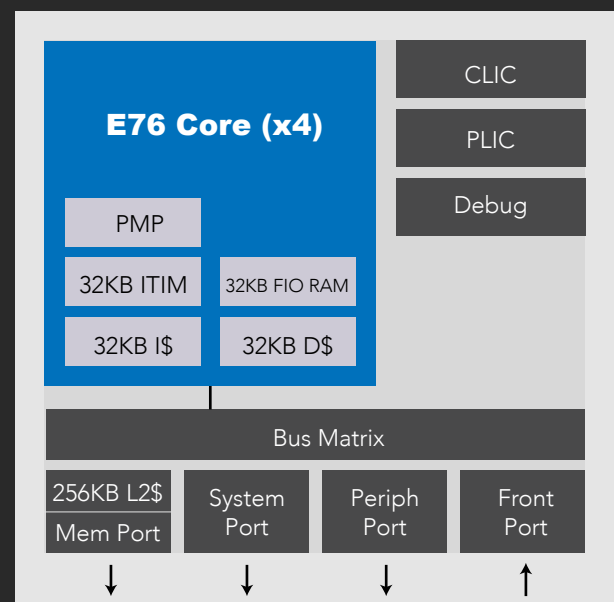 E76 Core (x4)
PMP
32KB ITIM
32KB FIO RAM
32KB I$
32KB D$
CLIC
PLIC
Debug
Bus Matrix
256KB L2$
Mem Port
System
Port
Periph
Port
Front
Port